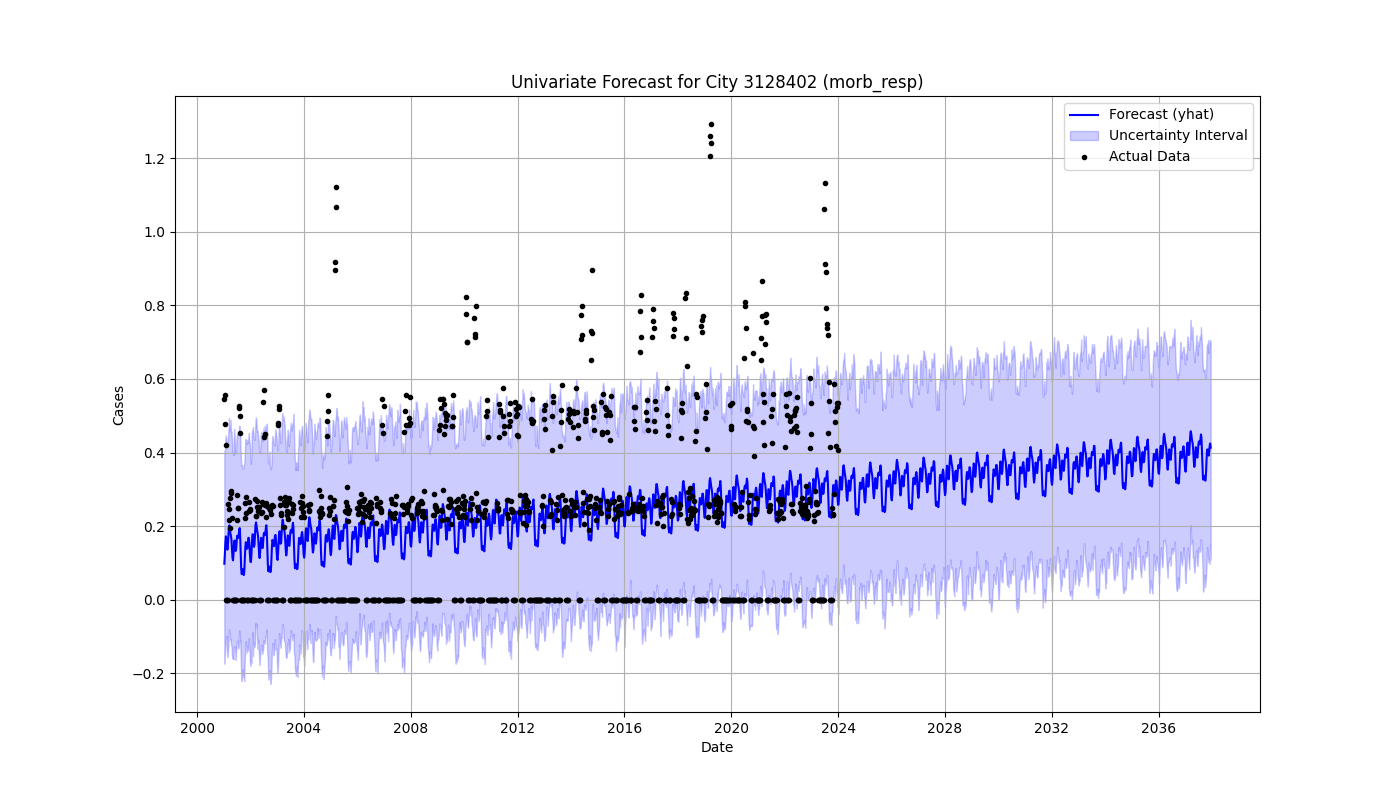 Univariate Forecast for City 3128402 (morb_resp)
Forecast (yhat)
Uncertainty Interval
Actual Data
Cases
1.2
1.0
0.8
0.6
0.4
0.2
0.0
−0.2
2000 2004 2008 2012 2016 2020 2024 2028 2032 2036
Date